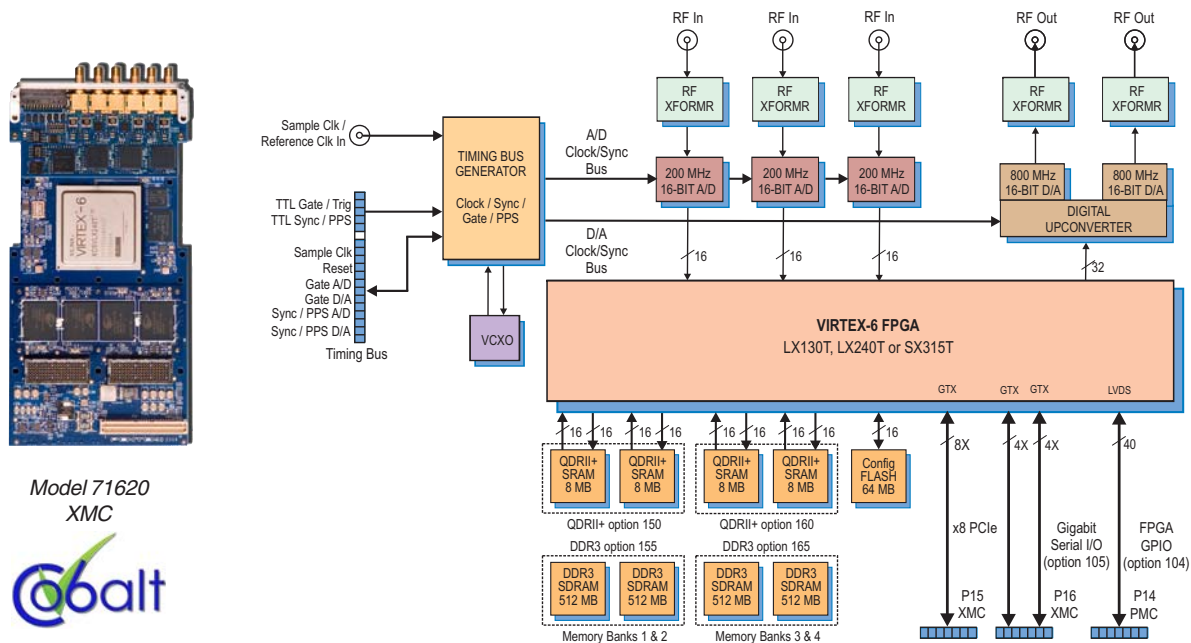 RF In
RF In
RF In
RF Out
RF Out
RF
XFORMR
RF
XFORMR
RF
XFORMR
RF
XFORMR
RF
XFORMR
Sample Clk /
Reference Clk In
TIMING BUS
GENERATOR
Clock / Sync /
Gate / PPS
A/D
Clock/Sync
Bus
200 MHz
16-BIT A/D
200 MHz
16-BIT A/D
200 MHz
16-BIT A/D
800 MHz
16-BIT D/A
800 MHz
16-BIT D/A
DIGITAL
UPCONVERTER
TTL Gate / Trig
TTL Sync / PPS
Sample Clk
Reset
Gate A/D
Gate D/A
Sync / PPS A/D
Sync / PPS D/A
Timing Bus
D/A
Clock/Sync
Bus
VCXO
16
16
16
32
VIRTEX-6 FPGA
LX130T, LX240T or SX315T
GTX
GTX
GTX
LVDS
16
16
16
16
16
16
16
16
16
8X
4X
4X
40
QDRII+
SRAM
8 MB
QDRII+
SRAM
8 MB
QDRII+
SRAM
8 MB
QDRII+
SRAM
8 MB
Config
FLASH
64 MB
QDRII+ option 150
QDRII+ option 160
DDR3 option 155
DDR3 option 165
DDR3
SDRAM
512 MB
DDR3
SDRAM
512 MB
DDR3
SDRAM
512 MB
DDR3
SDRAM
512 MB
Memory Banks 1 & 2
Memory Banks 3 & 4
x8 PCIe
Gigabit
Serial I/O
(option 105)
FPGA
GPIO
(option 104)
P15
XMC
P16
XMC
P14
PMC
VIRTEX-6
Model 71620
XMC
Cobalt